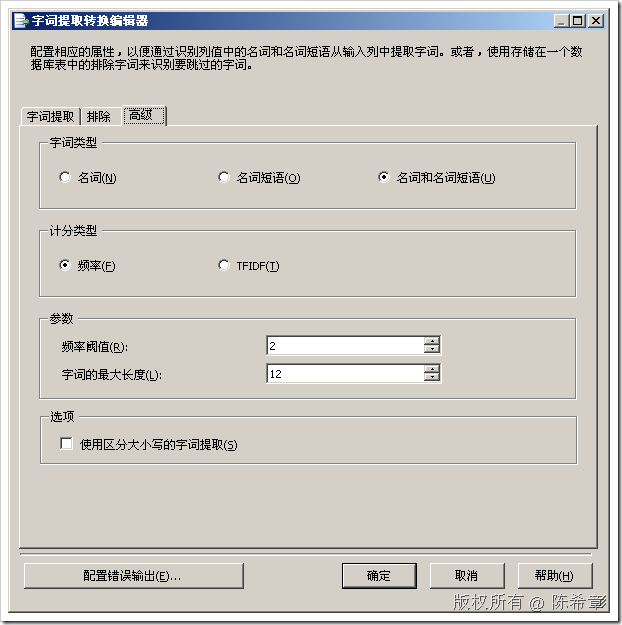 字词提取转换编辑器
配置相应的属性，以便通过识别列值中的名词和名词短语从输入列中提取字词。或者，使用存储在一个数
据库表中的排除字词来识别要跳过的字词。
字词提取 排除 高级
字词类型
名词(N) 名词短语(O) 名词和名词短语(U)
计分类型
频率(F) TFIDF(T)
参数
频率阈值(R): 2
字词的最大长度(L): 12
选项
使用区分大小写的字词提取(S)
配置错误输出(E)... 确定 取消 帮助(H)
版权所有 @ 陈希章